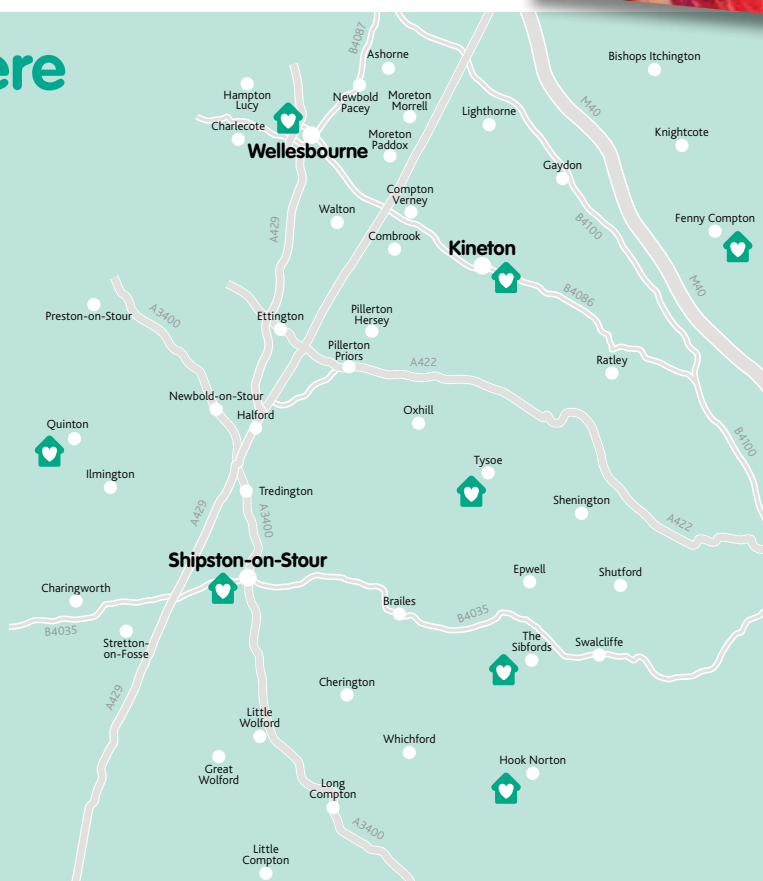 ere
B4087
Ashorne
Bishops Itchington
Hampton
Lucy
Newbold
Pacey
Moreton
Morrell
M40
Lighthorne
Charlecote
Moreton
Paddox
Knightcote
Wellesbourne
Gaydon
Compton
Verney
Walton
A429
Fenny Compton
B4100
Combrook
Kineton
M40
B4086
Preston-on-Stour
A3400
Ettington
Pillerton
Hersey
Pillerton
Priors
A422
Ratley
Newbold-on-Stour
Halford
Oxhill
Quinton
B4100
Tysoe
Ilmington
Tredington
Shenington
A429
A3400
A422
Shipston-on-Stour
Epwell
Shutford
Charingworth
Brailes
B4035
B4035
The
Sibfords
Swalcliffe
Stretton-
on-Fosse
Cherington
A429
Little
Wolford
Whichford
Great
Wolford
Hook Norton
Long
Compton
A3400
Little
Compton